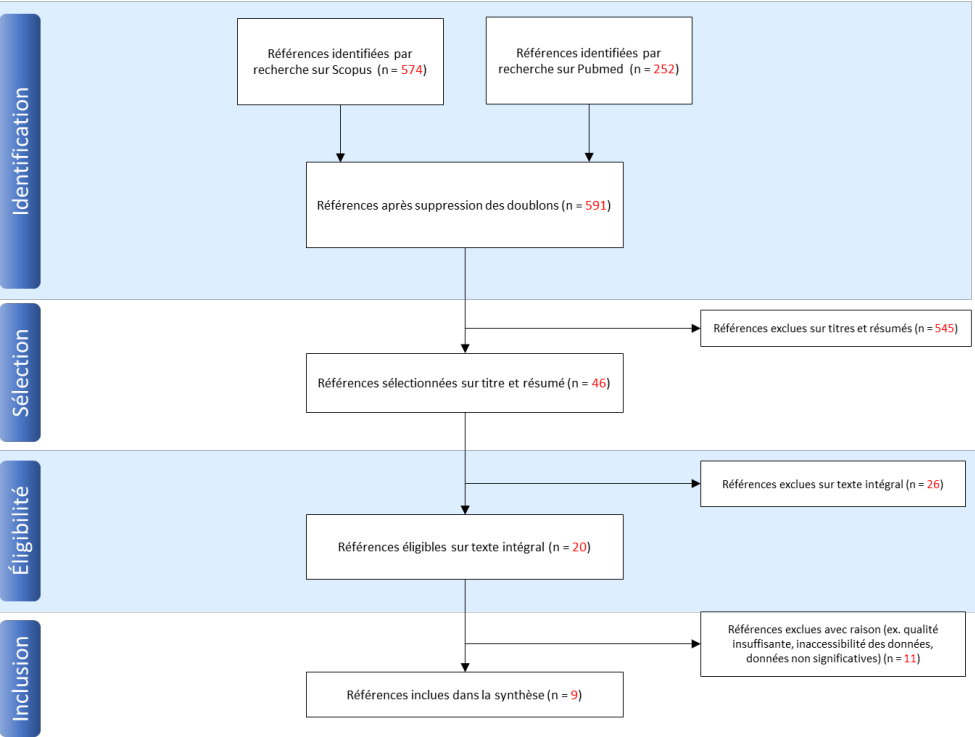 Identification
Références identifiées par
recherche sur Scopus (n = 574)
Références identifiées par
recherche sur Pubmed (n = 252)
Références après suppression des doublons (n = 591)
Sélection
Références exclues sur titres et résumés (n = 545)
Références sélectionnées sur titre et résumé (n = 46)
Éligibilité
Références exclues sur texte intégral (n = 26)
Références éligibles sur texte intégral (n = 20)
Inclusion
Références exclues avec raison (ex. qualité
insuffisante, inaccessibilité des données,
données non significatives) (n = 11)
Références inclues dans la synthèse (n = 9)